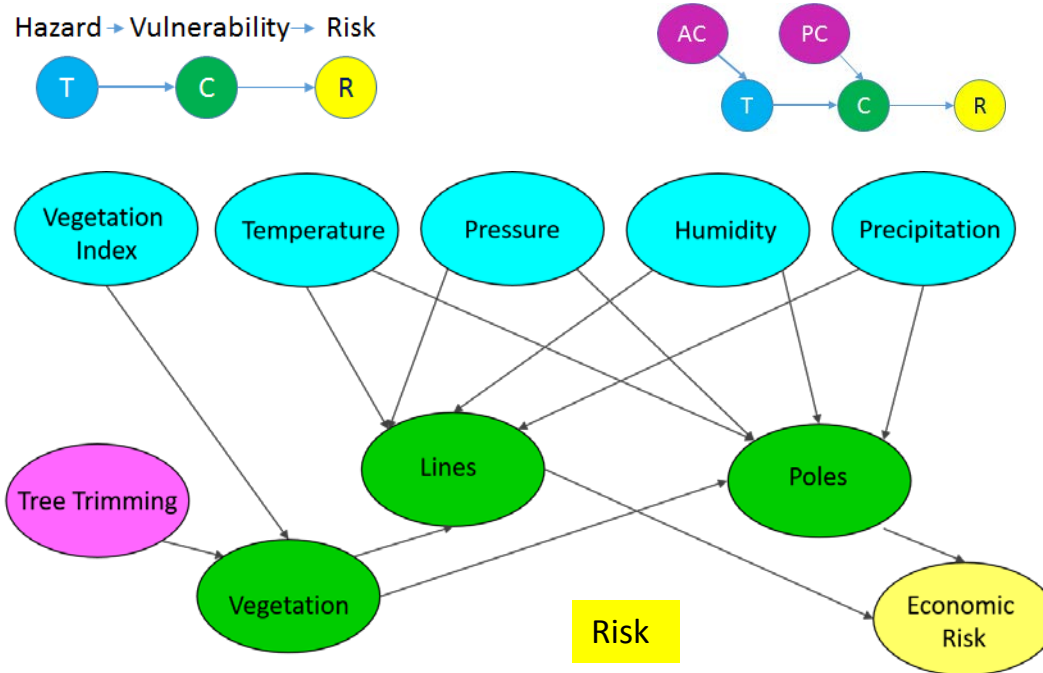 Hazard Vulnerability Risk
T C R
AC PC
T C R
Vegetation
Index
Temperature
Pressure
Humidity
Precipitation
Lines
Poles
Tree Trimming
Vegetation
Economic
Risk
Risk